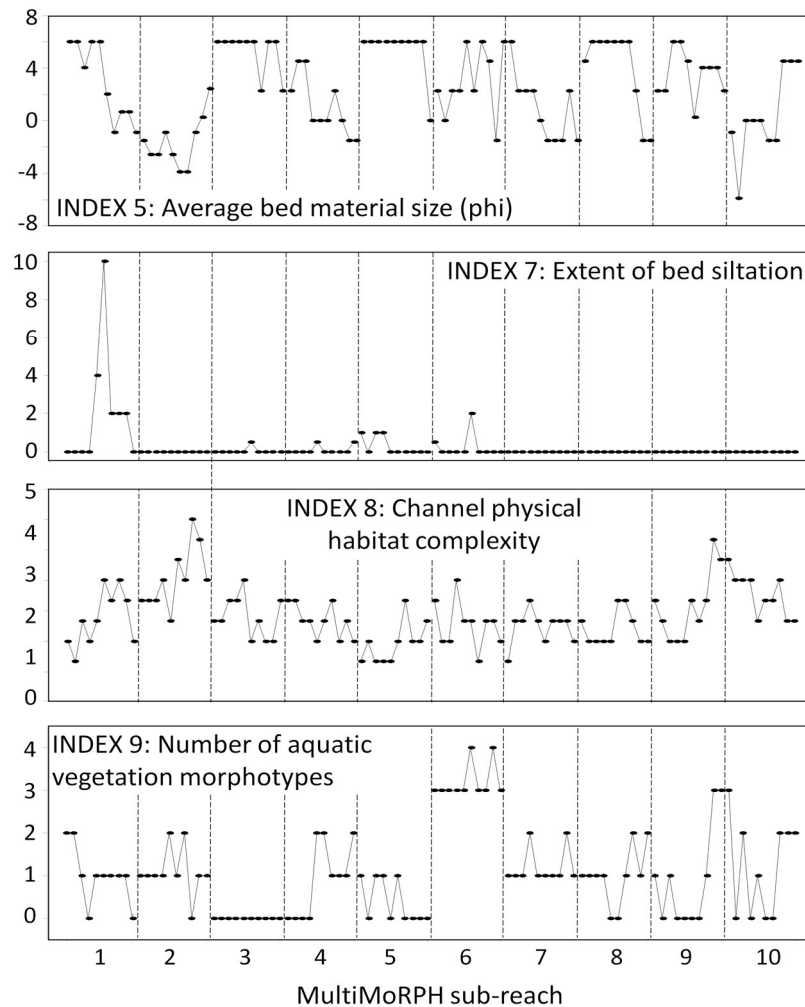 8
4
0
-4
-8
INDEX 5: Average bed material size (phi)
10
8
6
4
2
0
INDEX 7: Extent of bed siltation
5
4
3
2
1
0
INDEX 8: Channel physical
habitat complexity
4
3
2
1
0
INDEX 9: Number of aquatic
vegetation morphotypes
1 2 3 4 5 6 7 8 9 10
MultiMoRPH sub-reach